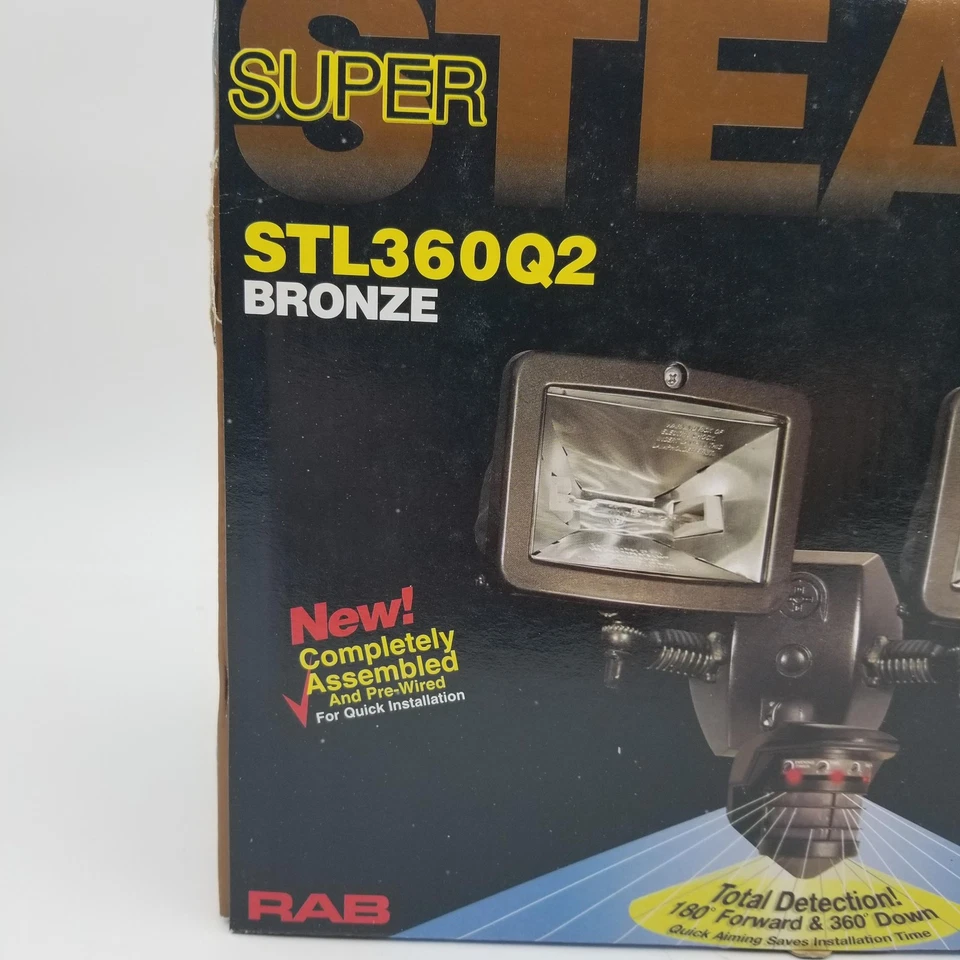 SUPER
STEA
STL360Q2
BRONZE
New!
Completely
Assembled
And Pre-Wired
For Quick Installation
RAB
Total Detection!
180° Forward & 360° Down
Quick Aiming Saves Installation Time